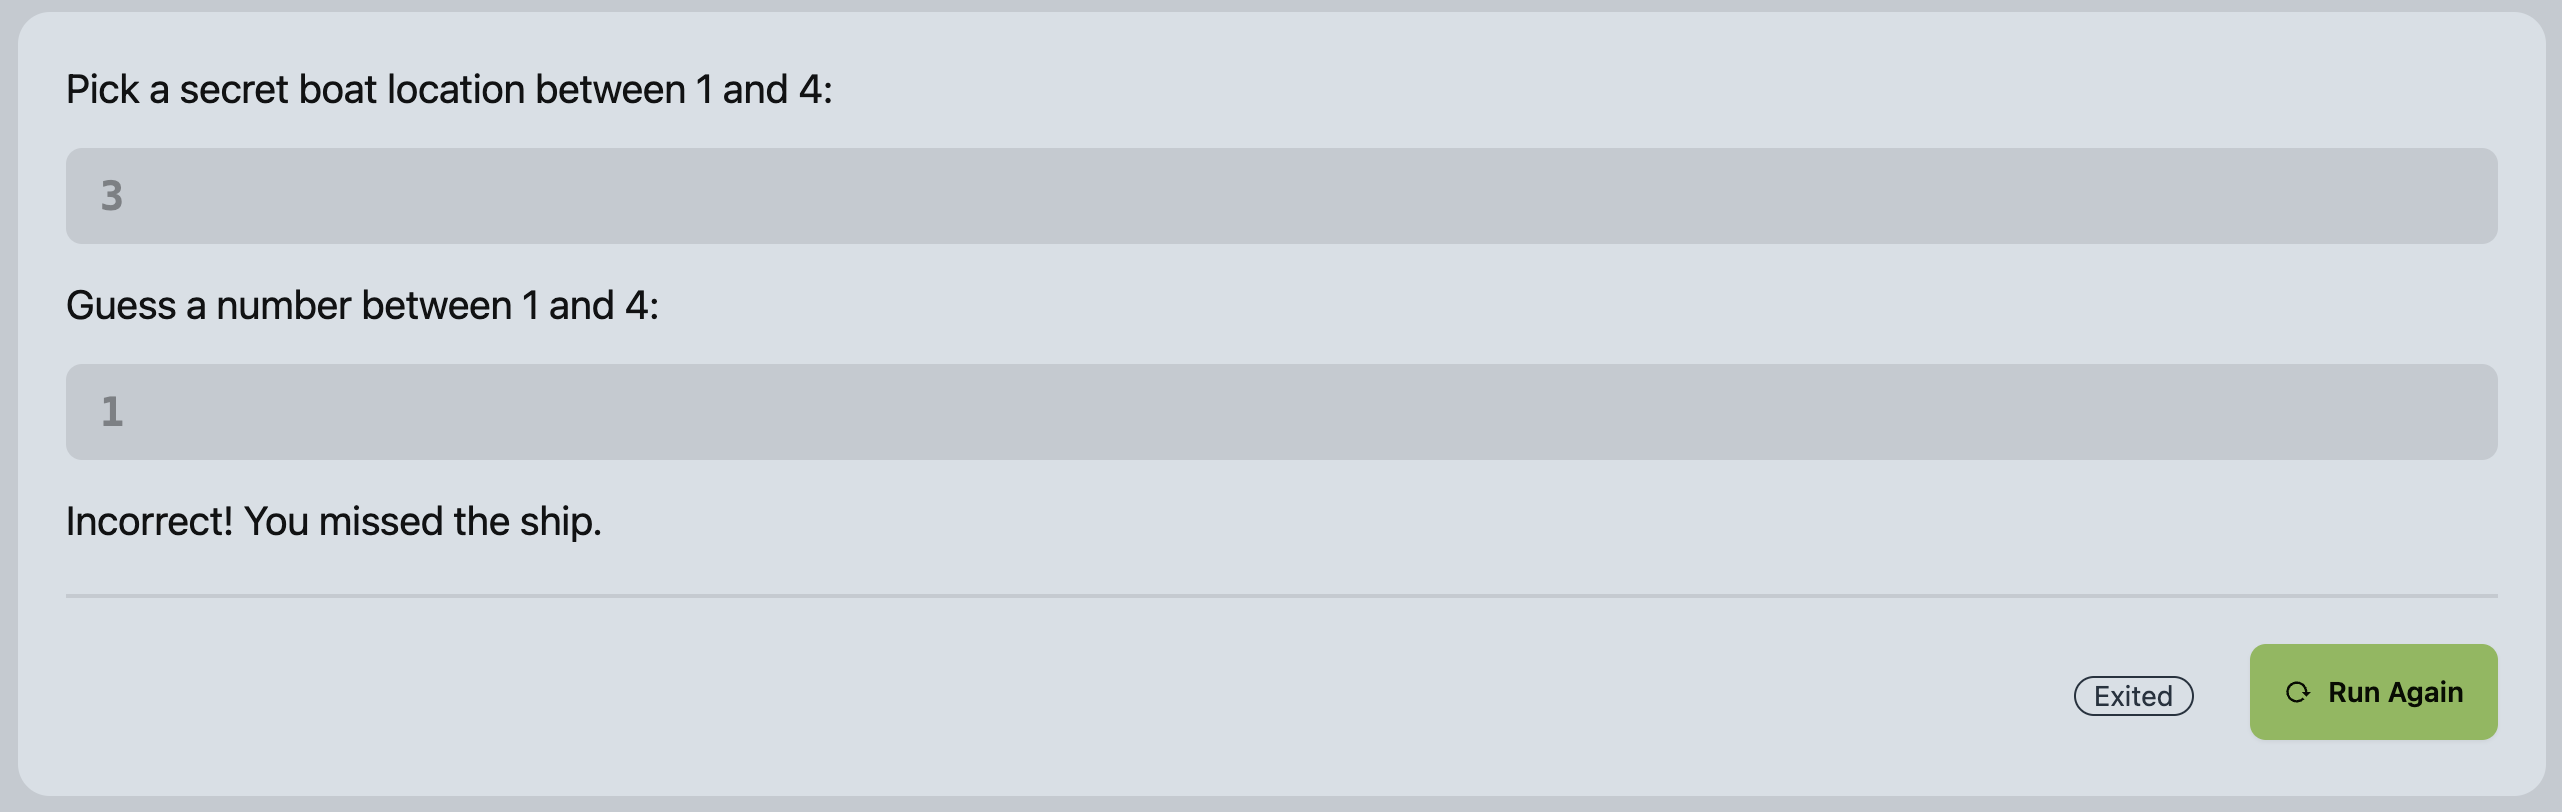 Pick a secret boat location between 1 and 4:
3
Guess a number between 1 and 4:
1
Incorrect! You missed the ship.
Exited
Run Again